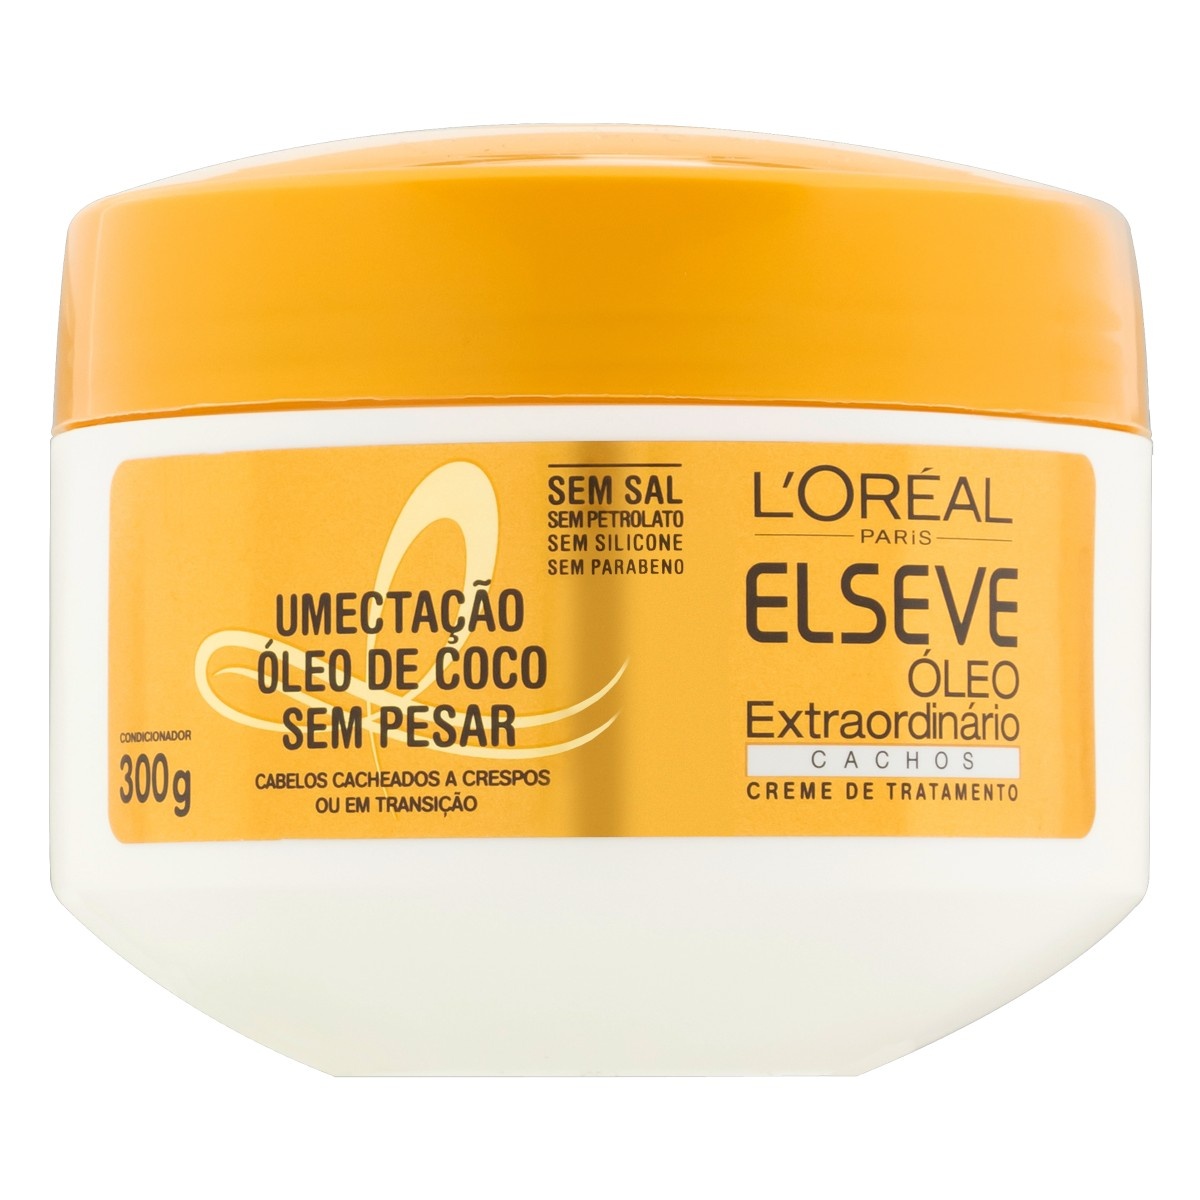 SEM SAL
SEM PETROLATO
SEM SILICONE
SEM PARABENO
UMECTAÇÃO
ÓLEO DE COCO
SEM PESAR
CABELOS CACHEADOS A CRESPOS
OU EM TRANSIÇÃO
CONDICIONADOR
300g
L'ORÉAL
PARIS
ELSEVE
ÓLEO
Extraordinário
CACHOS
CREME DE TRATAMENTO